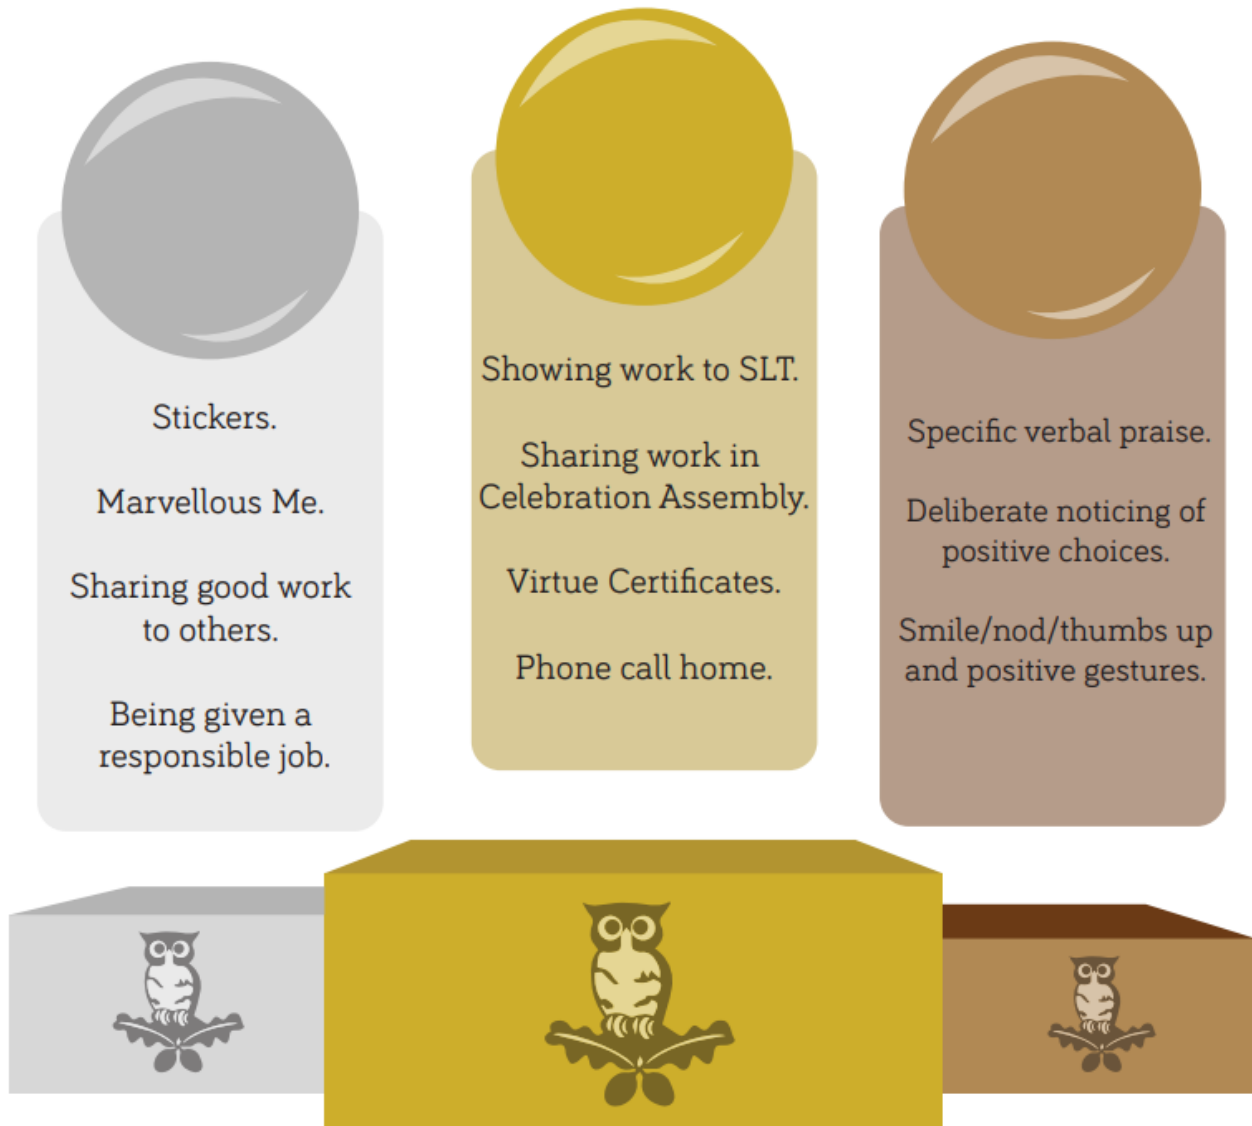 Stickers.
Marvellous Me.
Sharing good work
to others.
Being given a
responsible job.
Showing work to SLT.
Sharing work in
Celebration Assembly.
Virtue Certificates.
Phone call home.
Specific verbal praise.
Deliberate noticing of
positive choices.
Smile/nod/thumbs up
and positive gestures.